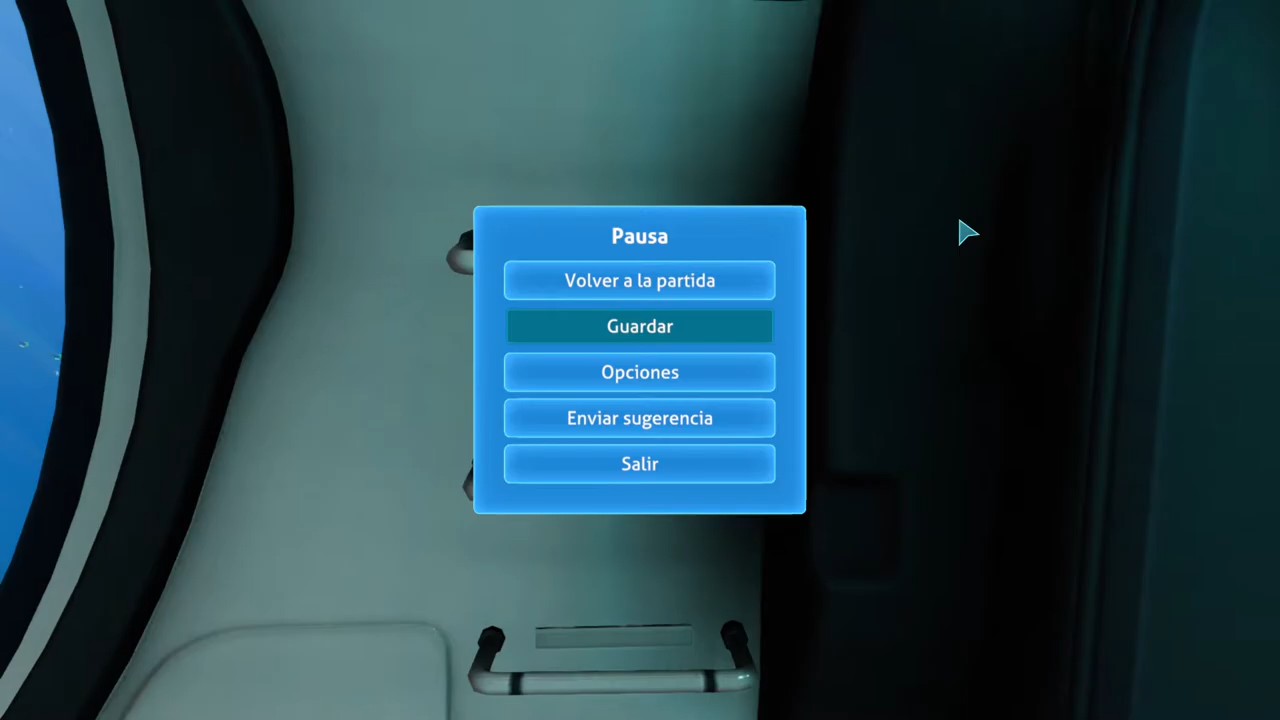 Pausa
Volver a la partida
Guardar
Opciones
Enviar sugerencia
Salir